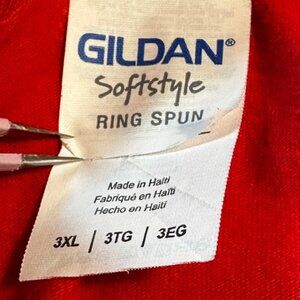 GILDAN®
Softstyle
RING SPUN
Made in Haiti
Fabriqué en Haïti
Hecho en Haití
3XL / 3TG / 3EG